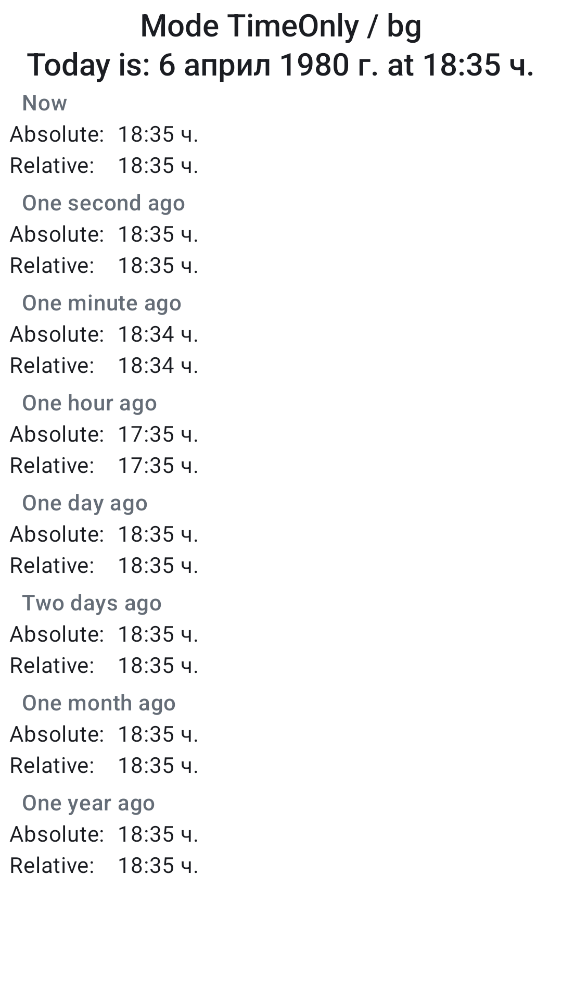 Mode TimeOnly / bg
Today is: 6 април 1980 г. at 18:35 ч.
Now
Absolute: 18:35 ч.
Relative: 18:35 ч.
One second ago
Absolute: 18:35 ч.
Relative: 18:35 ч.
One minute ago
Absolute: 18:34 ч.
Relative: 18:34 ч.
One hour ago
Absolute: 17:35 ч.
Relative: 17:35 ч.
One day ago
Absolute: 18:35 ч.
Relative: 18:35 ч.
Two days ago
Absolute: 18:35 ч.
Relative: 18:35 ч.
One month ago
Absolute: 18:35 ч.
Relative: 18:35 ч.
One year ago
Absolute: 18:35 ч.
Relative: 18:35 ч.